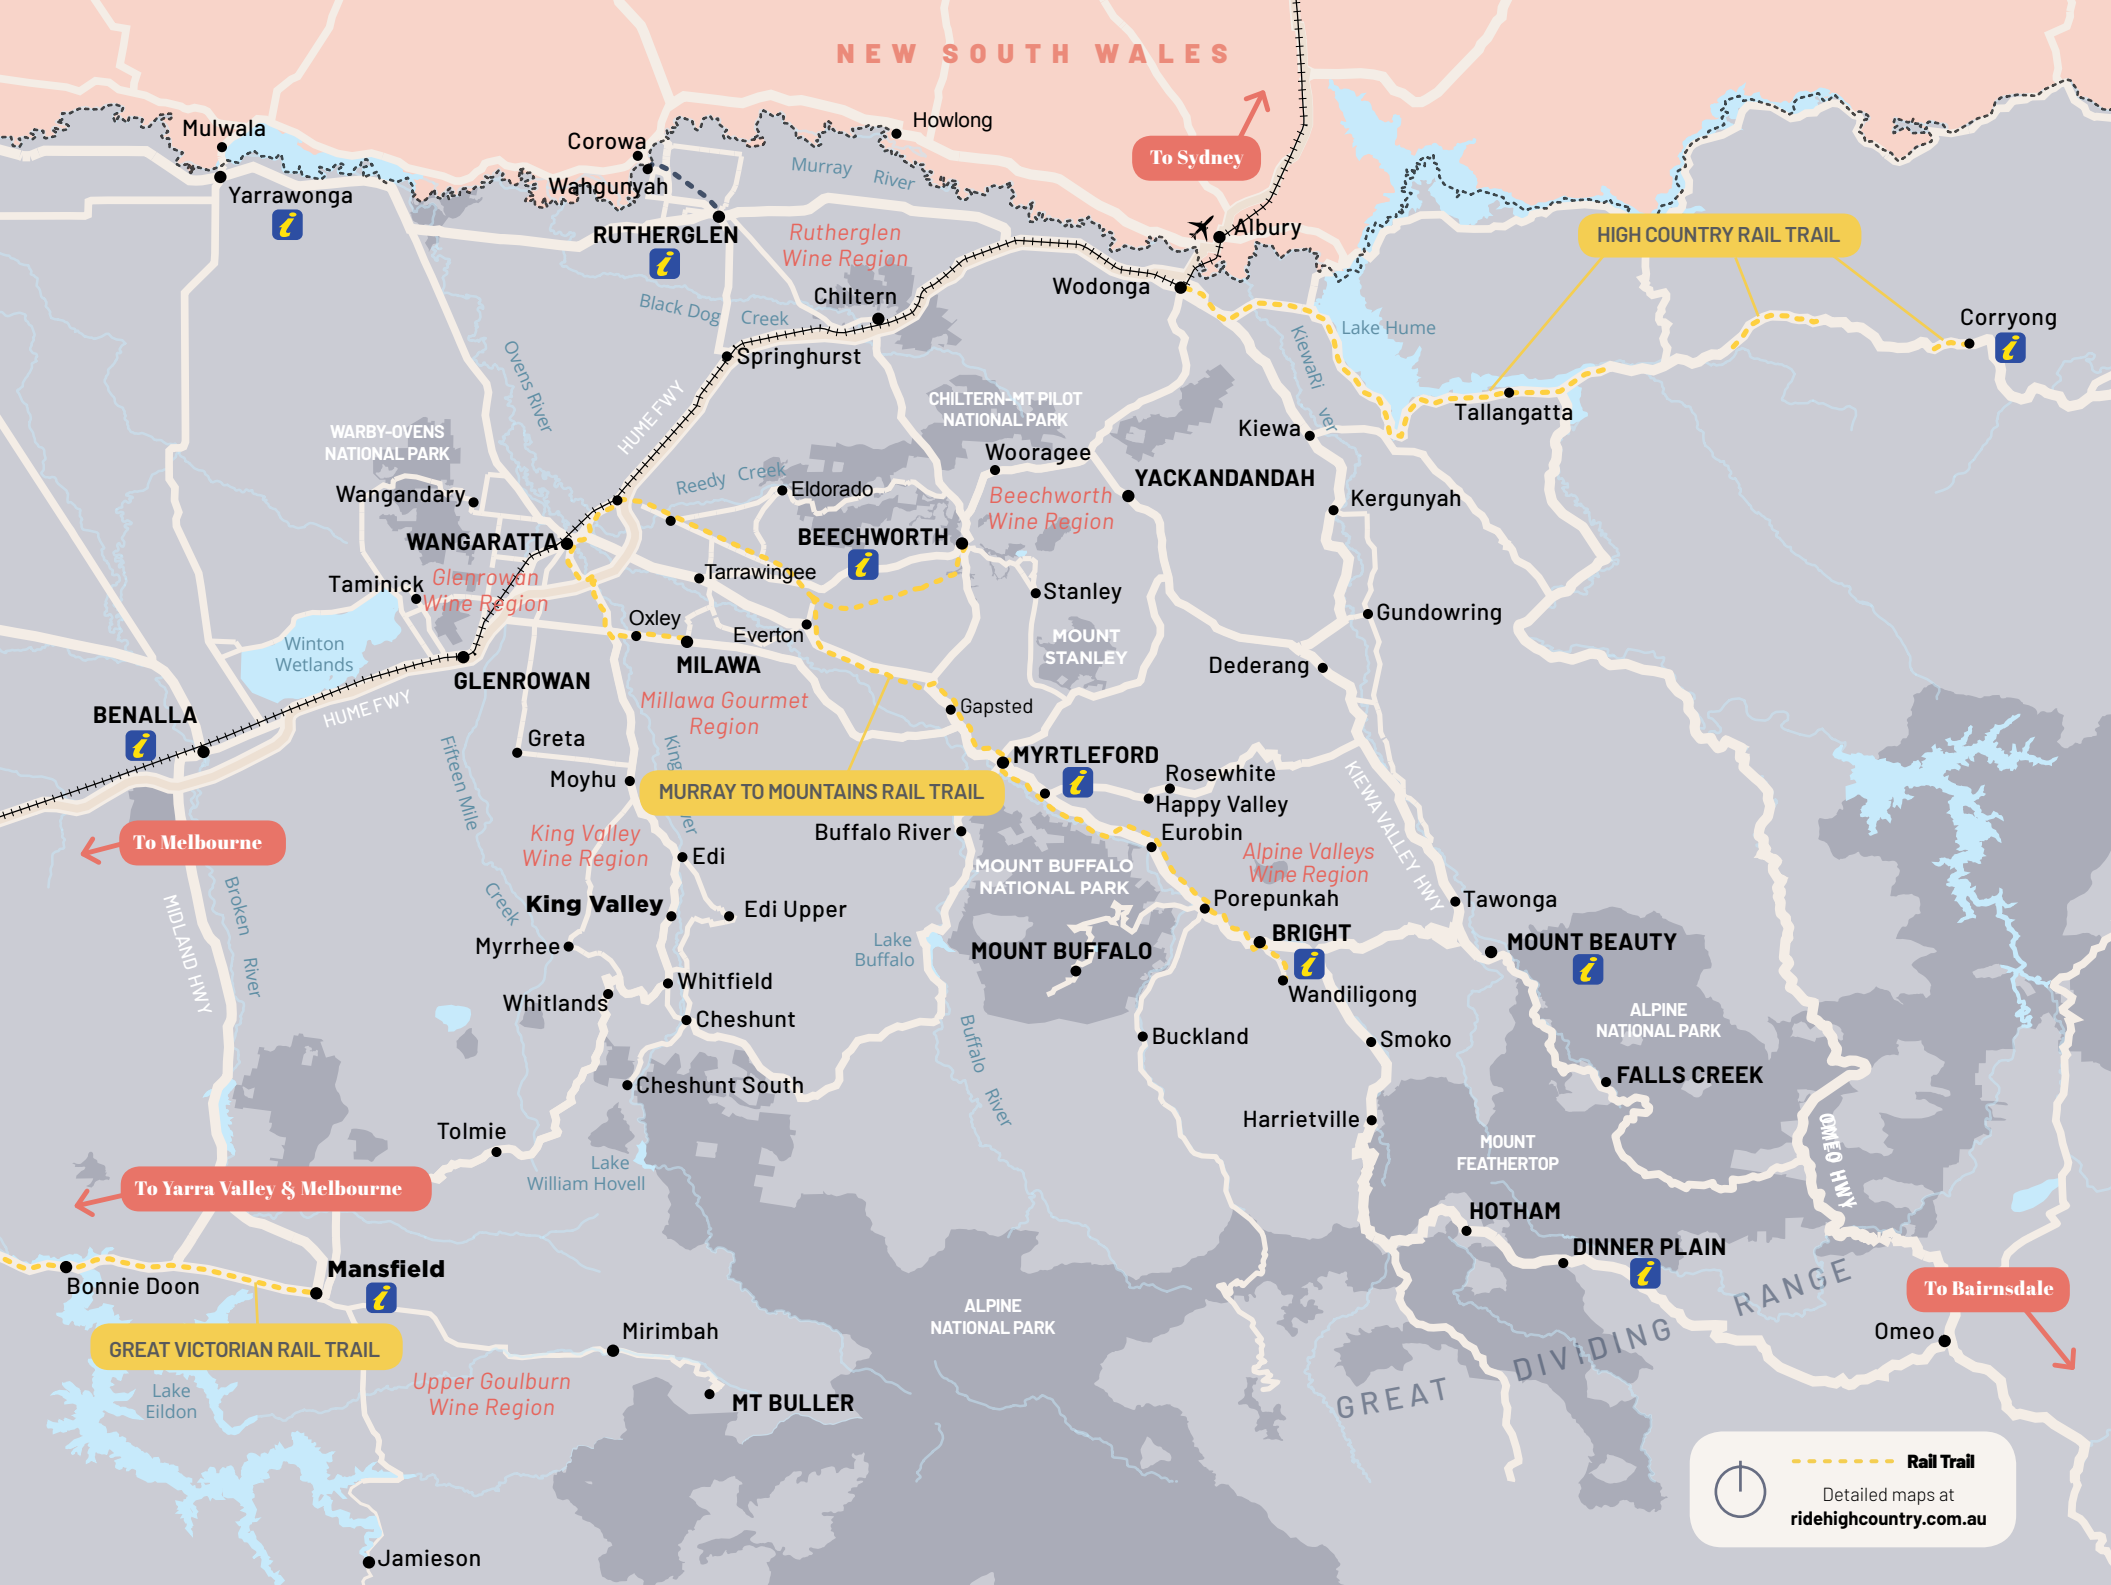 NEW SOUTH WALES
Mulwala
Corowa
Howlong
To Sydney
Murray River
Wahgunyah
Yarrawonga
i
RUTHERGLEN
i
Rutherglen
Wine Region
Albury
HIGH COUNTRY RAIL TRAIL
Chiltern
Wodonga
Black Dog Creek
Springhurst
KiewaRi ver
Lake Hume
Corryong
i
Ovens River
HUME FWY
CHILTERN-MT PILOT
NATIONAL PARK
Tallangatta
WARBY-OVENS
NATIONAL PARK
Kiewa
Wooragee
Reedy Creek
YACKANDANDAH
Wangandary
Eldorado
Beechworth
Wine Region
Kergunyah
WANGARATTA
BEECHWORTH
i
Taminick
Glenrowan
Wine Region
Tarrawingee
Stanley
Oxley
Everton
Gundowring
Winton
Wetlands
MOUNT
STANLEY
MILAWA
Dederang
GLENROWAN
Millawa Gourmet
Region
HUME FWY
Gapsted
BENALLA
i
Greta
Fifteen Mile
Creek
King
ver
Moyhu
MYRTLEFORD
i
Rosewhite
Happy Valley
KIEWA VALLEY HWY
MURRAY TO MOUNTAINS RAIL TRAIL
To Melbourne
King Valley
Wine Region
Buffalo River
Eurobin
Edi
MOUNT BUFFALO
NATIONAL PARK
Alpine Valleys
Wine Region
MIDLAND HWY
Broken River
King Valley
Edi Upper
Porepunkah
Tawonga
Myrrhee
Lake
Buffalo
MOUNT BUFFALO
BRIGHT
i
MOUNT BEAUTY
i
Whitfield
Whitlands
Wandiligong
Cheshunt
Buffalo River
Buckland
Smoko
ALPINE
NATIONAL PARK
Cheshunt South
FALLS CREEK
Tolmie
Harrietville
OMEO HWY
MOUNT
FEATHERTOP
Lake
William Hovell
To Yarra Valley & Melbourne
HOTHAM
DINNER PLAIN
i
Bonnie Doon
Mansfield
i
To Bairnsdale
ALPINE
NATIONAL PARK
GREAT DIVIDING RANGE
Omeo
GREAT VICTORIAN RAIL TRAIL
Mirimbah
Lake
Eildon
Upper Goulburn
Wine Region
MT BULLER
Rail Trail
Detailed maps at
ridehighcountry.com.au
Jamieson